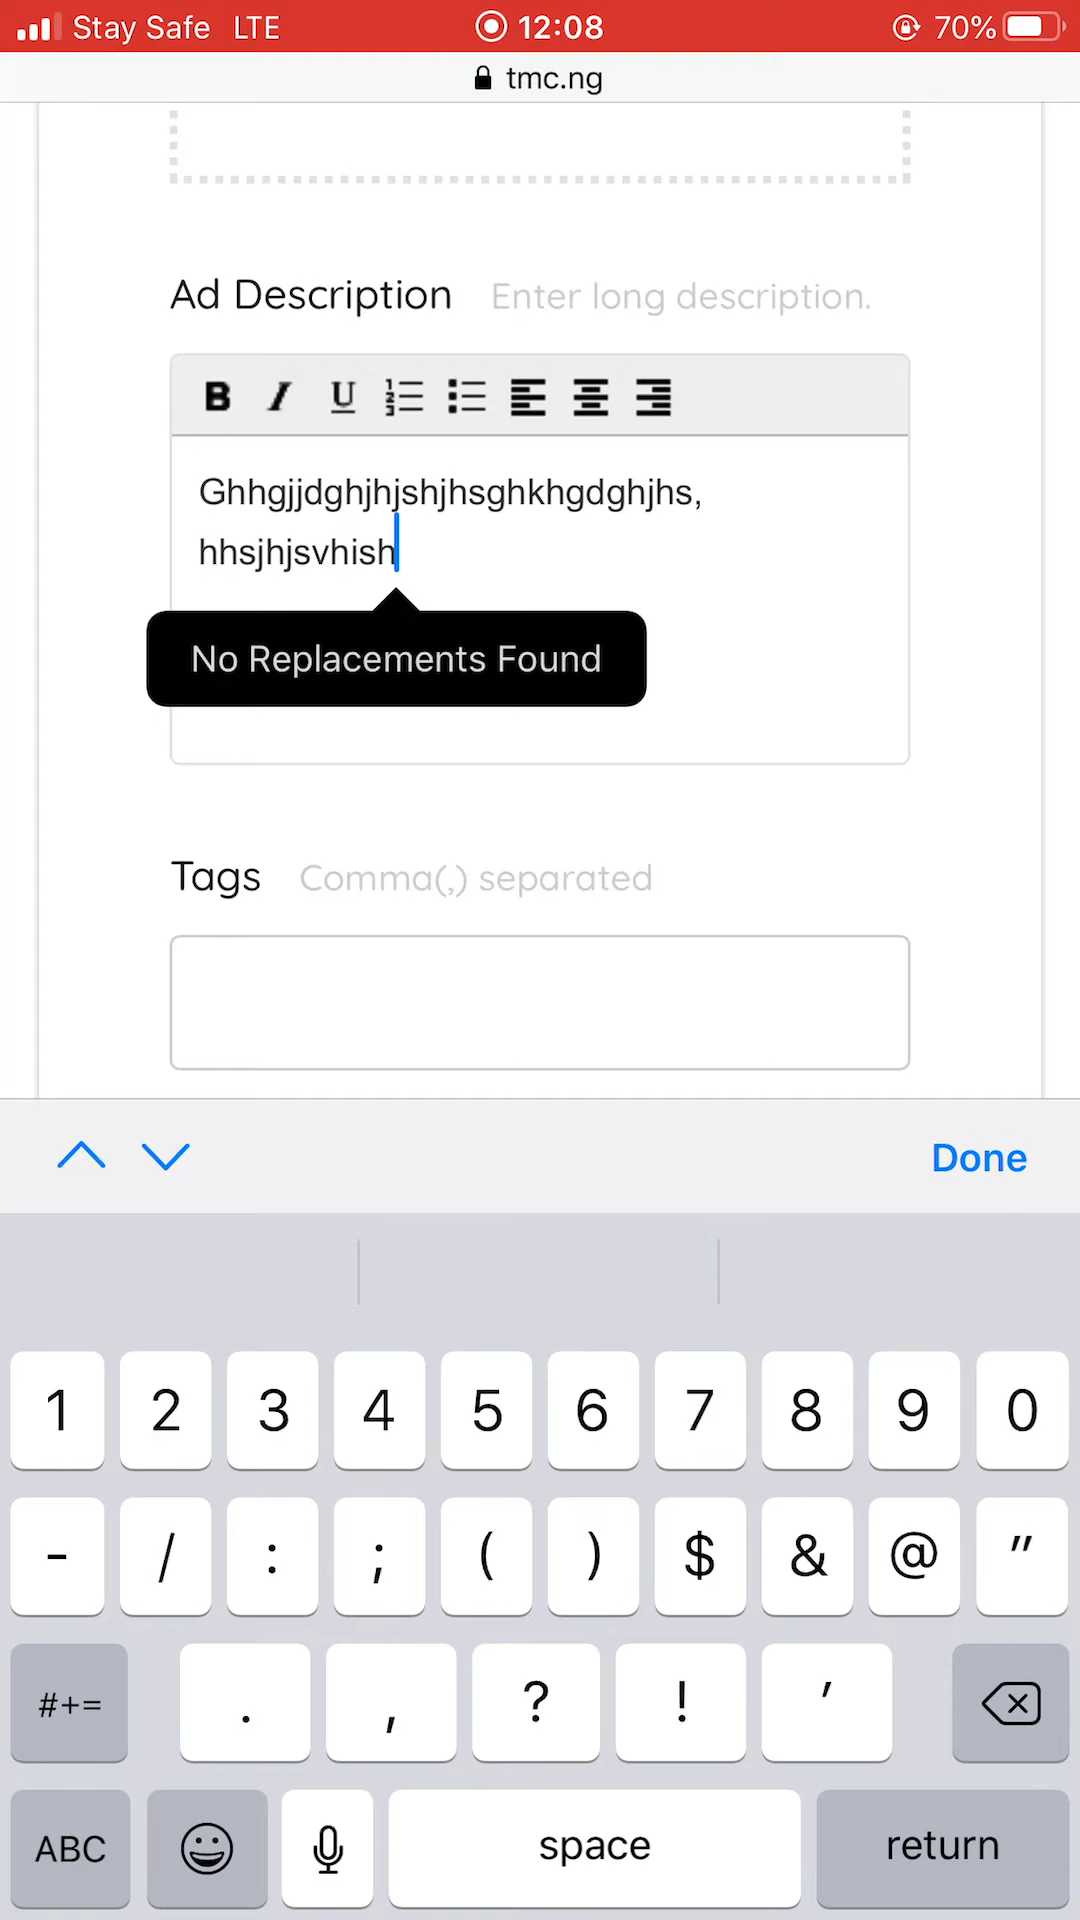 Stay Safe LTE 12:08 70%
tmc.ng
Ad Description Enter long description.
B I U
Ghhgjjdghjhjshjhsghkhgdghjhs,
hhsjhjsvhish
No Replacements Found
Tags Comma(,) separated
Done
1 2 3 4 5 6 7 8 9 0
- / : ; ( ) $ & @ "
#+= . , ? ! '
ABC space return